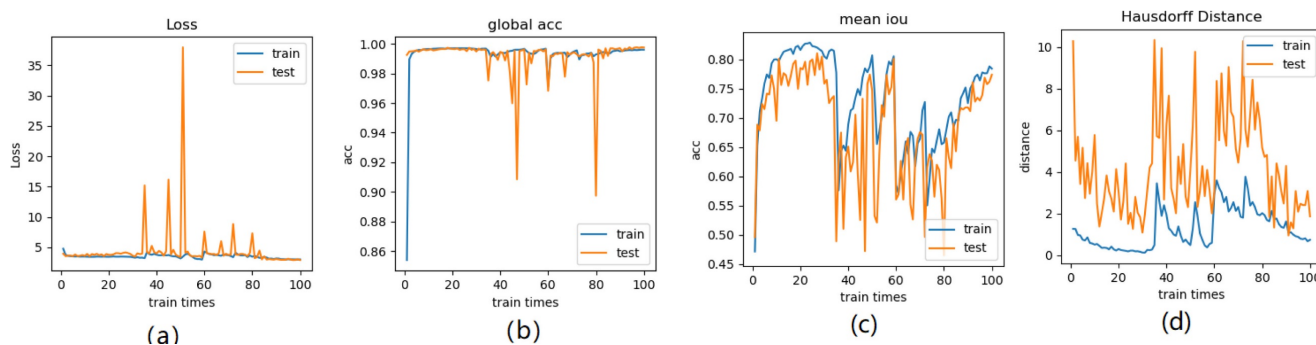 Loss
Loss
35
30
25
20
15
10
5
0
20
40
60
80
100
train times
train
test
(a)
global acc
acc
1.00
0.98
0.96
0.94
0.92
0.90
0.88
0.86
0
20
40
60
80
100
train times
train
test
(b)
mean iou
acc
0.80
0.75
0.70
0.65
0.60
0.55
0.50
0.45
0
20
40
60
80
100
train times
train
test
(c)
Hausdorff Distance
distance
10
8
6
4
2
0
0
20
40
60
80
100
train times
train
test
(d)